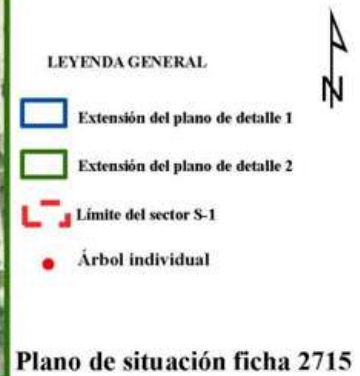 N
LEYENDA GENERAL
Extensión del plano de detalle 1
Extensión del plano de detalle 2
Límite del sector S-1
Árbol individual
Plano de situación ficha 2715